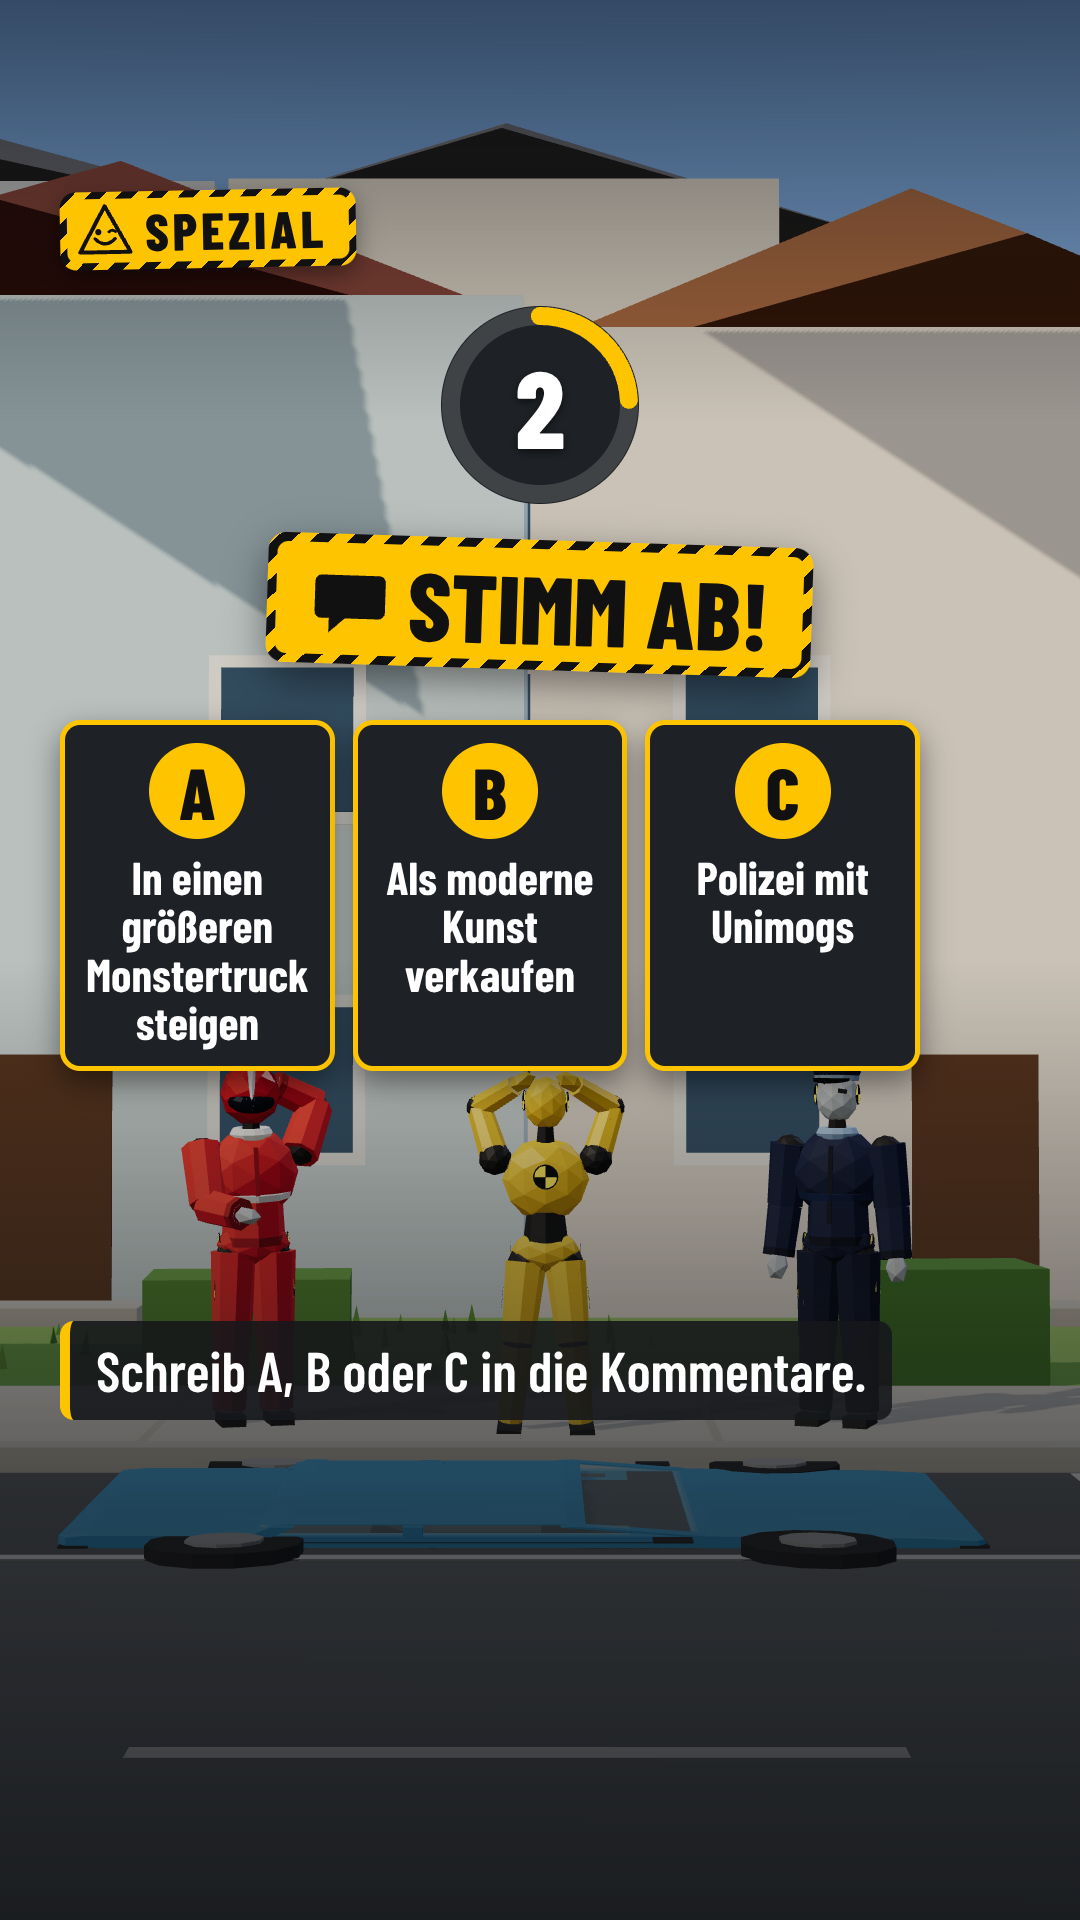 SPEZIAL
2
STIMM AB!
A
In einen
größeren
Monstertruck
steigen
B
Als moderne
Kunst
verkaufen
C
Polizei mit
Unimogs
Schreib A, B oder C in die Kommentare.